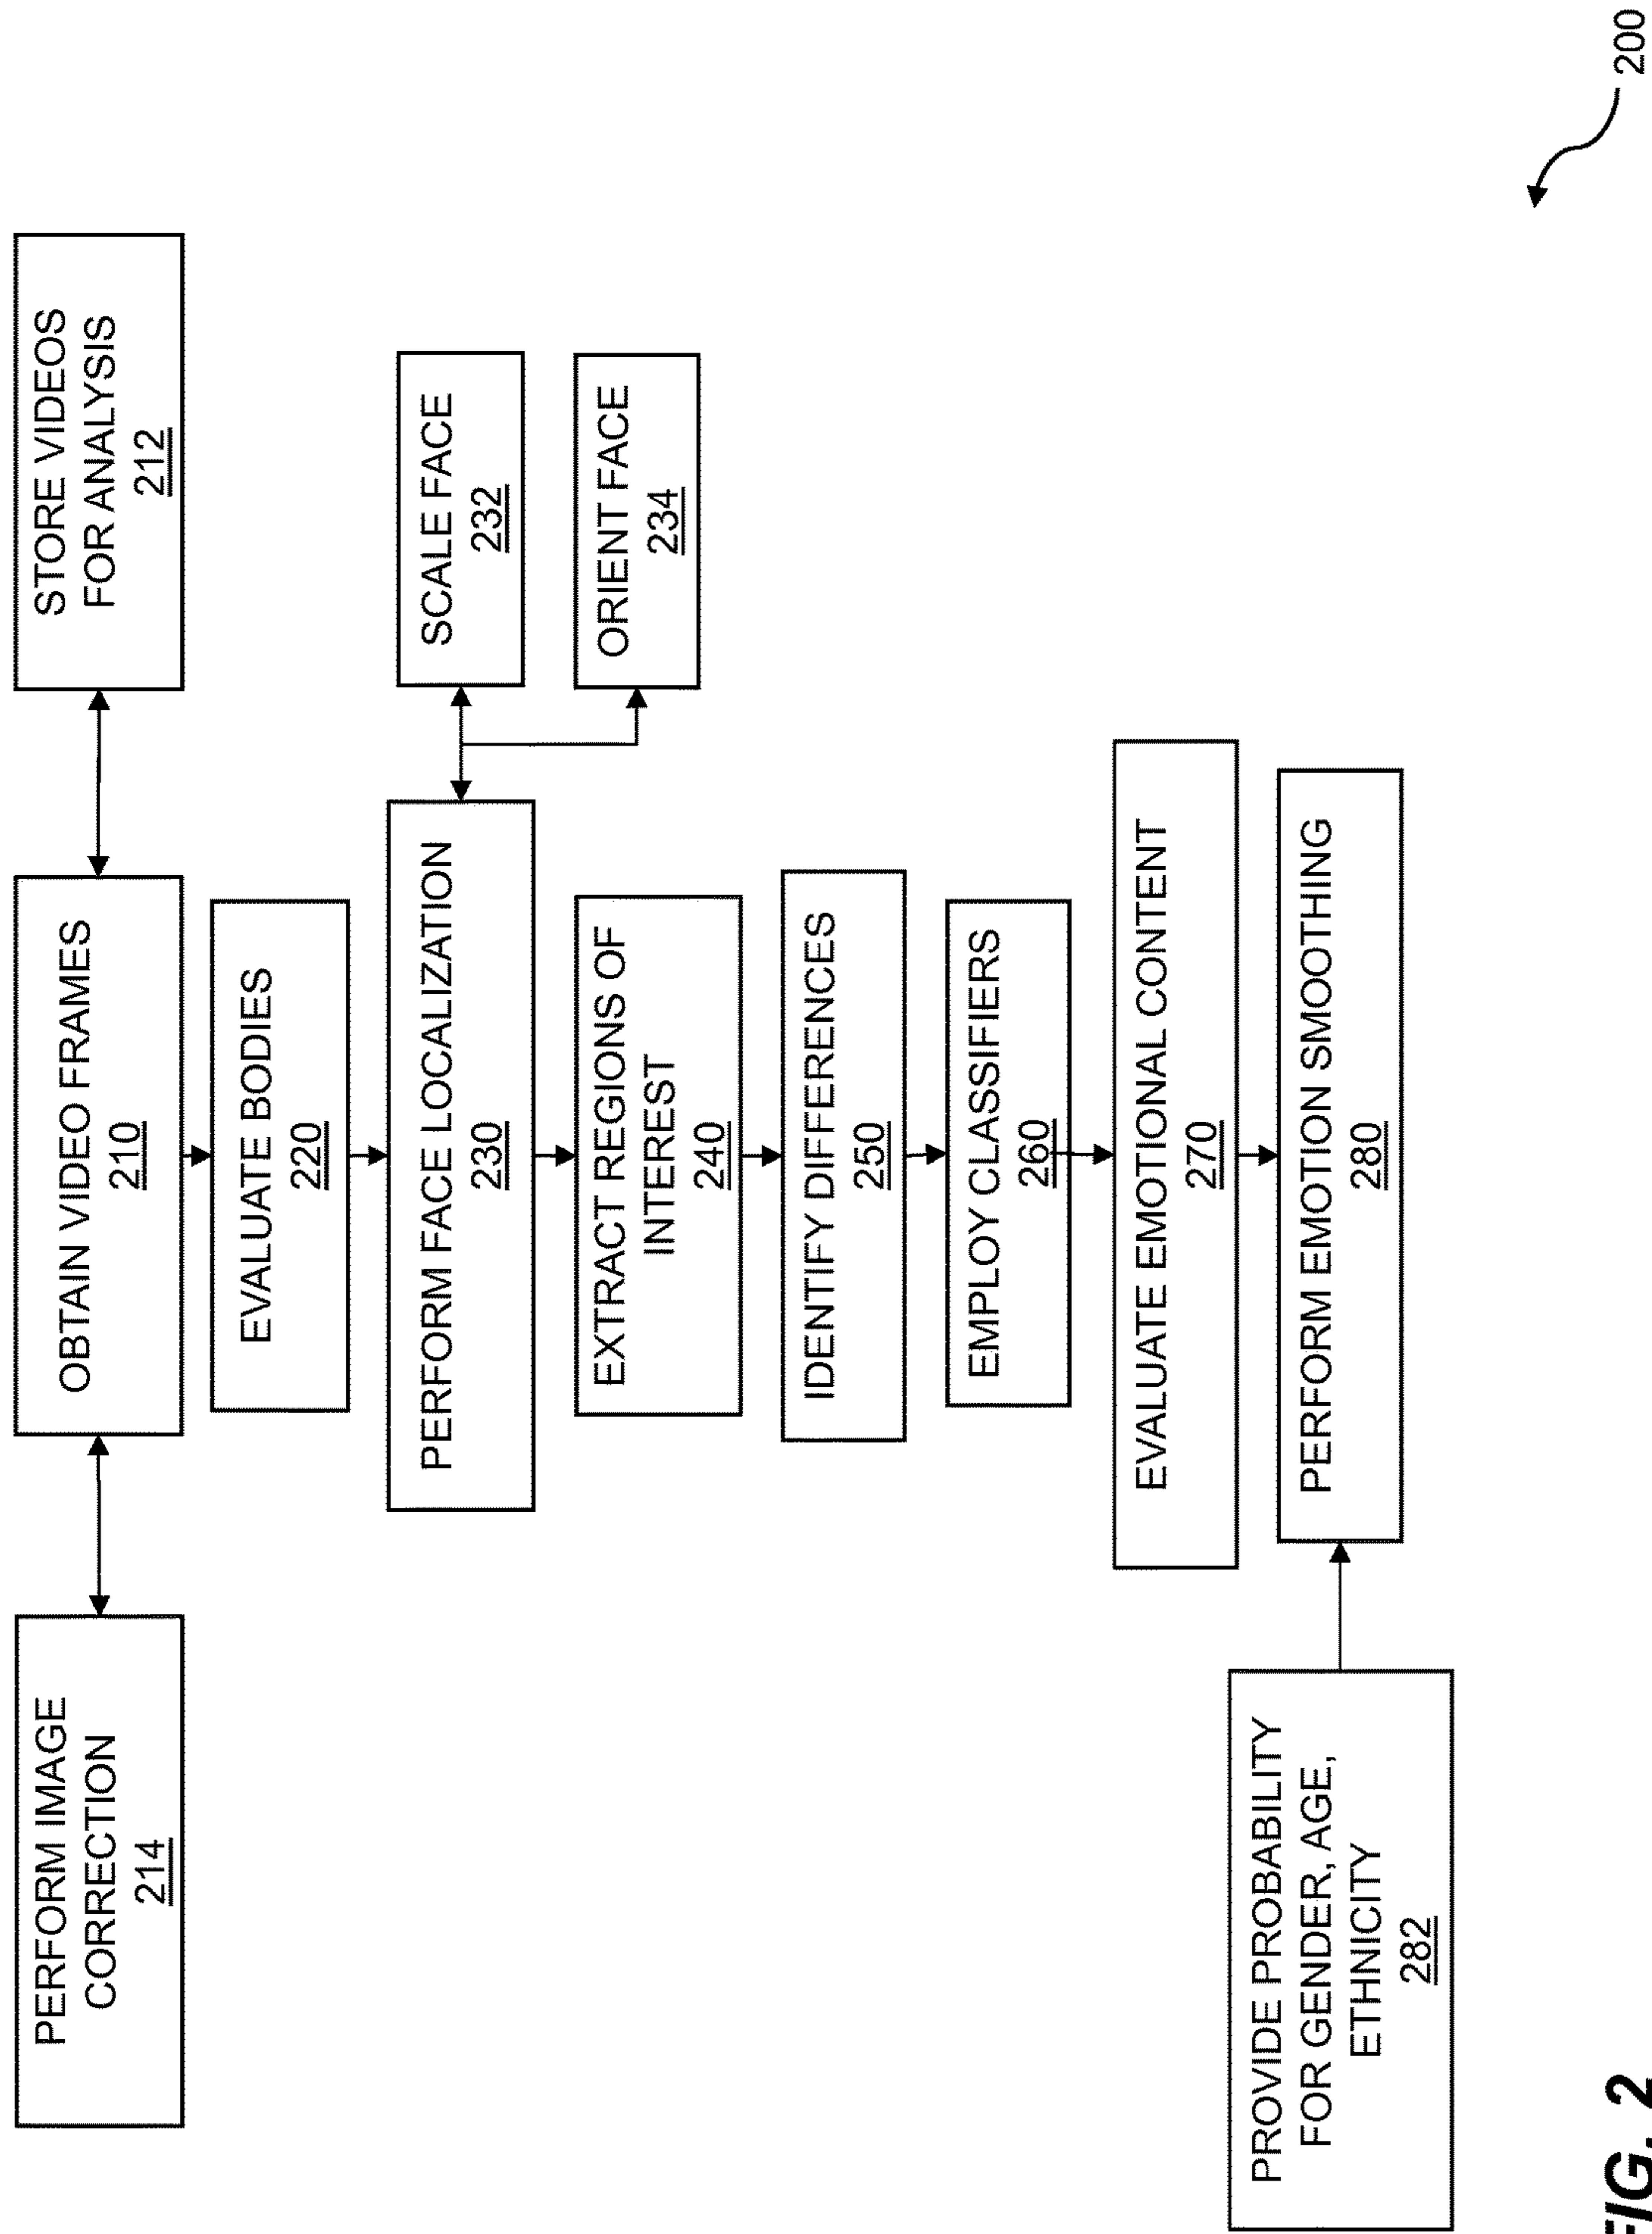 PERFORM IMAGE
CORRECTION
214
OBTAIN VIDEO FRAMES
210
STORE VIDEOS
FOR ANALYSIS
212
EVALUATE BODIES
220
PERFORM FACE LOCALIZATION
230
SCALE FACE
232
ORIENT FACE
234
EXTRACT REGIONS OF
INTEREST
240
IDENTIFY DIFFERENCES
250
EMPLOY CLASSIFIERS
260
EVALUATE EMOTIONAL CONTENT
270
PROVIDE PROBABILITY
FOR GENDER, AGE,
ETHNICITY
282
PERFORM EMOTION SMOOTHING
280
200
FIG. 2